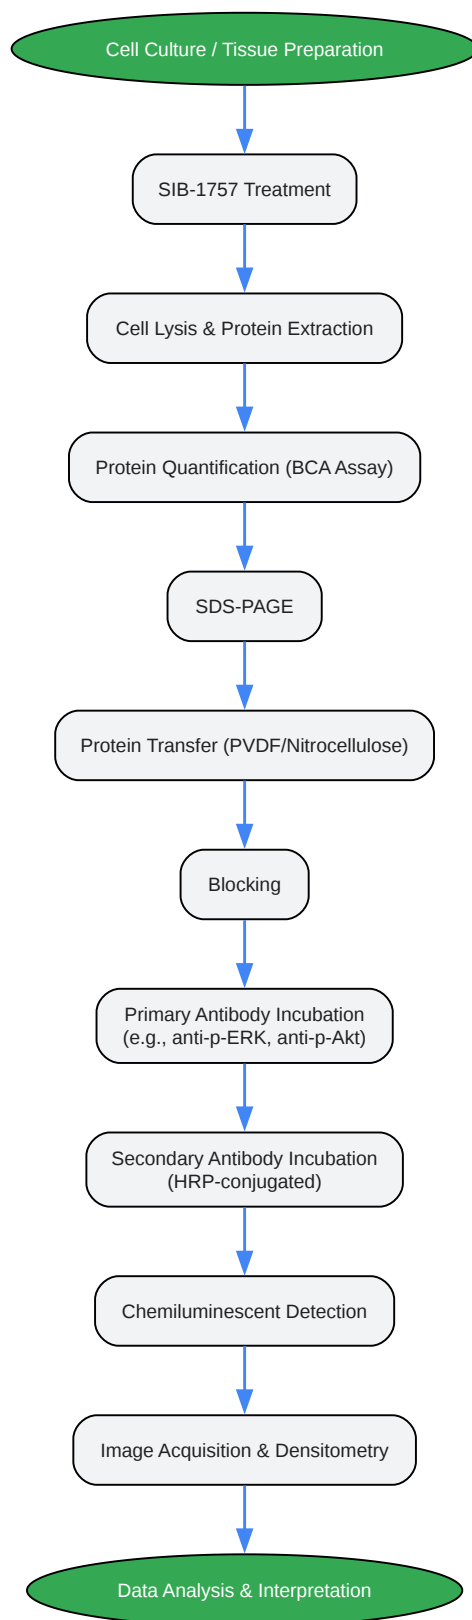 Cell Culture / Tissue Preparation
SIB-1757 Treatment
Cell Lysis & Protein Extraction
Protein Quantification (BCA Assay)
SDS-PAGE
Protein Transfer (PVDF/Nitrocellulose)
Blocking
Primary Antibody Incubation
(e.g., anti-p-ERK, anti-p-Akt)
Secondary Antibody Incubation
(HRP-conjugated)
Chemiluminescent Detection
Image Acquisition & Densitometry
Data Analysis & Interpretation